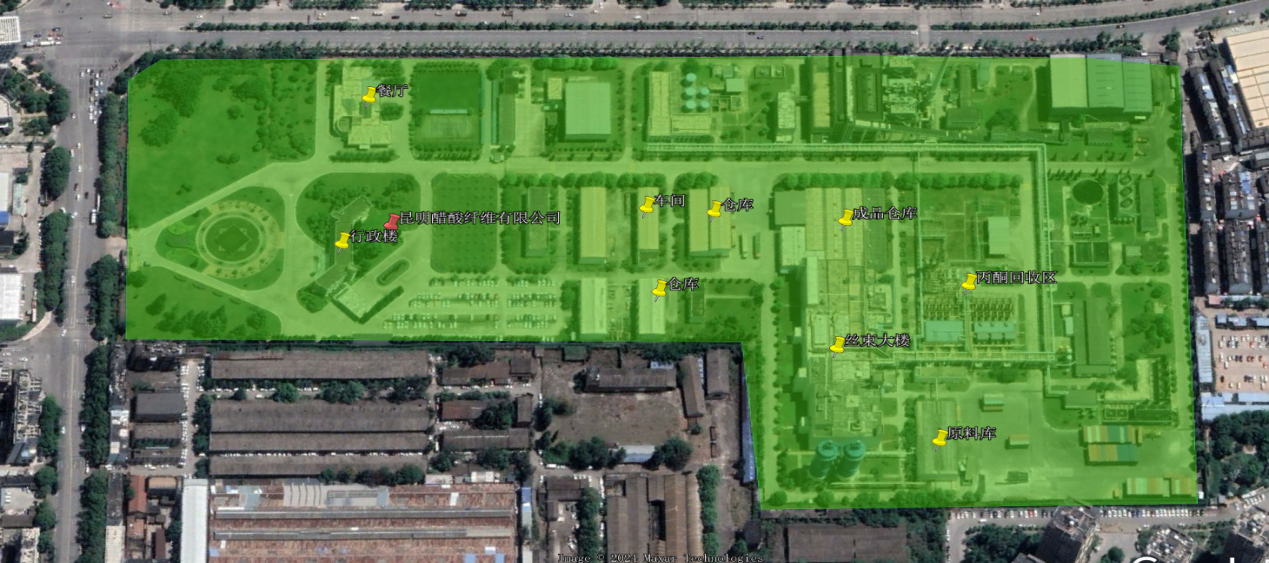 餐厅
车间
仓库
成品仓库
昆明醋酸纤维有限公司
行政楼
丙酮回收区
仓库
丝束大楼
原料库
Image © 2024 Maxar Technologies